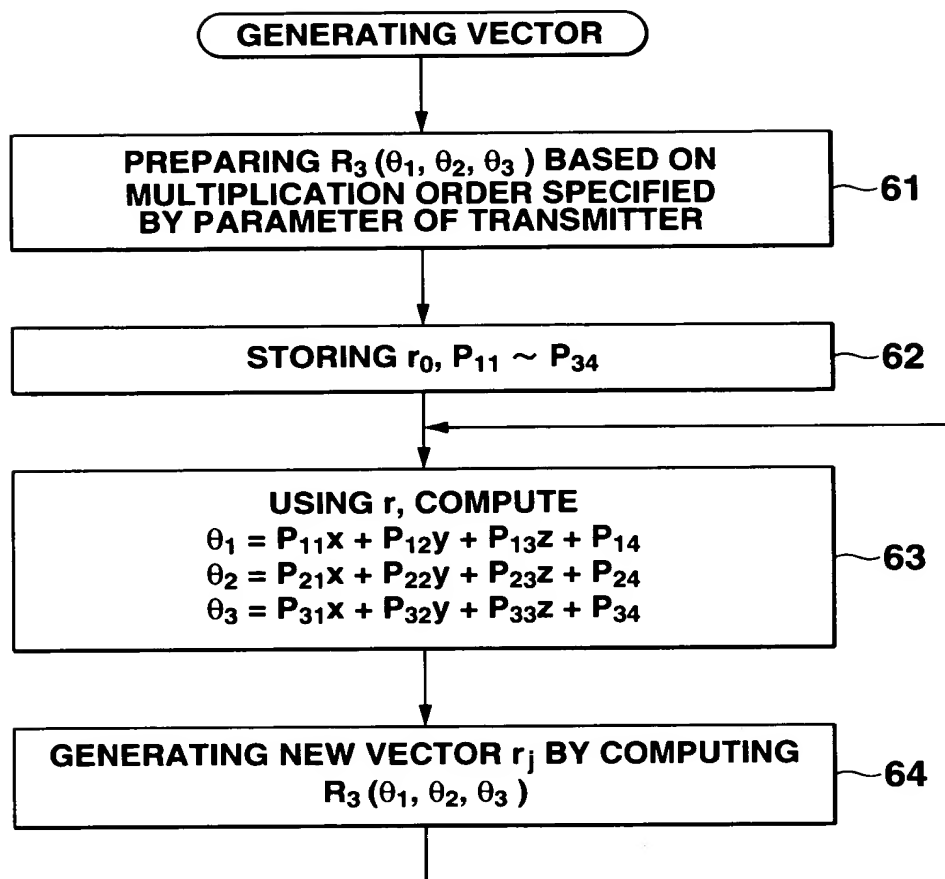 GENERATING VECTOR
PREPARING R₃ (θ₁, θ₂, θ₃ ) BASED ON
MULTIPLICATION ORDER SPECIFIED
BY PARAMETER OF TRANSMITTER
61
STORING r₀, P₁₁ ~ P₃₄
62
USING r, COMPUTE
θ₁ = P₁₁x + P₁₂y + P₁₃z + P₁₄
θ₂ = P₂₁x + P₂₂y + P₂₃z + P₂₄
θ₃ = P₃₁x + P₃₂y + P₃₃z + P₃₄
63
GENERATING NEW VECTOR rⱼ BY COMPUTING
R₃ (θ₁, θ₂, θ₃ )
64